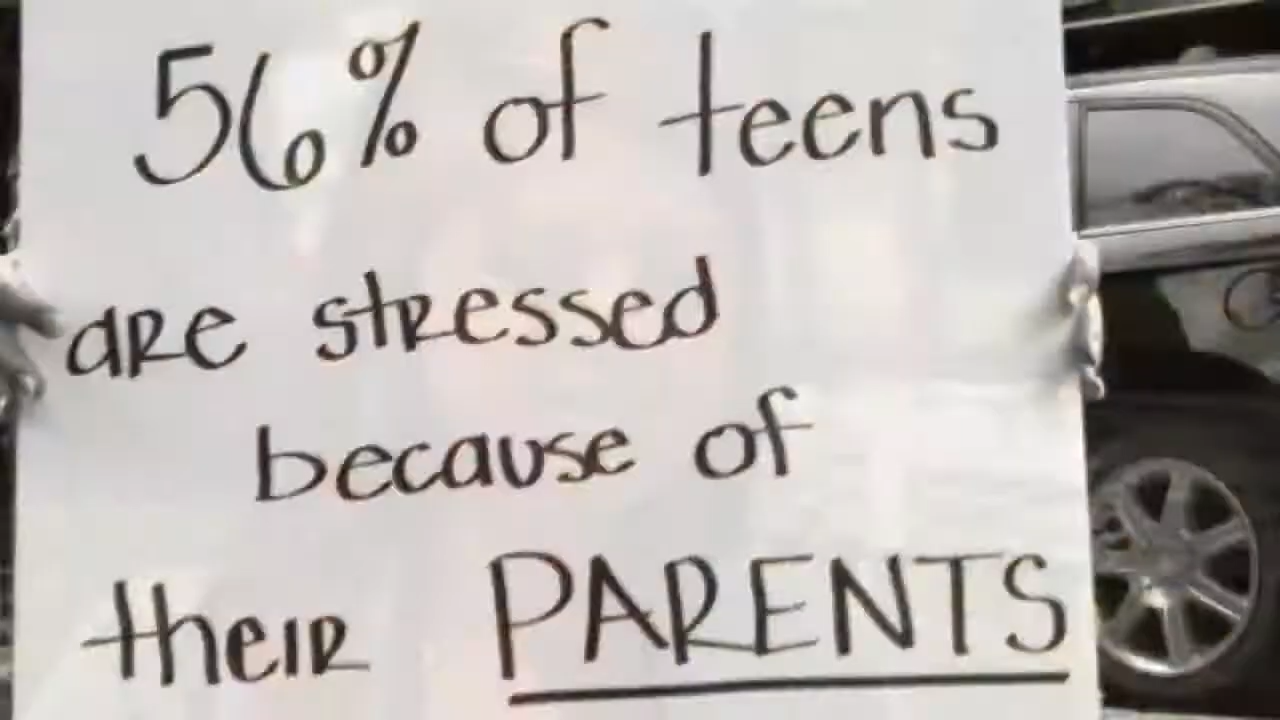 56% of teens
are stressed
because of
their PARENTS